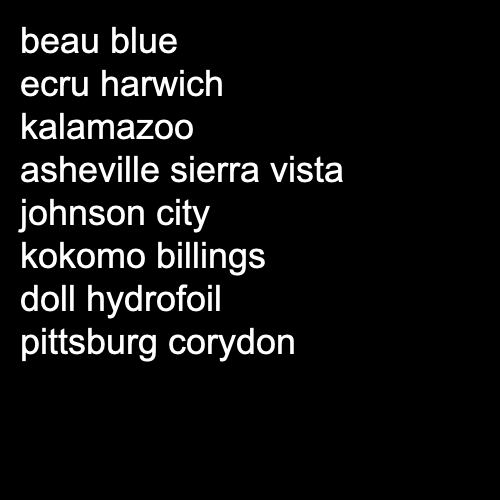 beau blue
ecru harwich
kalamazoo
asheville sierra vista
johnson city
kokomo billings
doll hydrofoil
pittsburg corydon